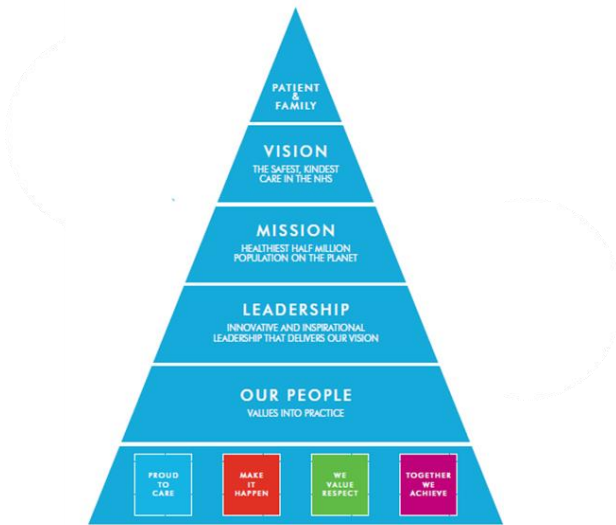 PATIENT
&
FAMILY
VISION
THE SAFEST, KINDEST
CARE IN THE NHS
MISSION
HEALTHIEST HALF MILLION
POPULATION ON THE PLANET
LEADERSHIP
INNOVATIVE AND INSPIRATIONAL
LEADERSHIP THAT DELIVERS OUR VISION
OUR PEOPLE
VALUES INTO PRACTICE
PROUD
TO
CARE
MAKE
IT
HAPPEN
WE
VALUE
RESPECT
TOGETHER
WE
ACHIEVE